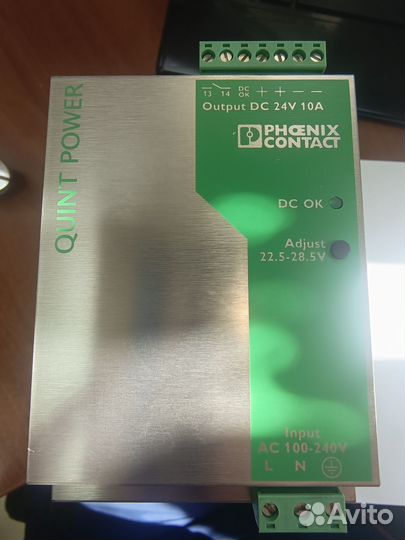 13 14 DC OK + + − −
Output DC 24V 10A
PHŒNIX
CONTACT
QUINT POWER
DC OK
Adjust
22.5-28.5V
Input
AC 100-240V
L N
Avito